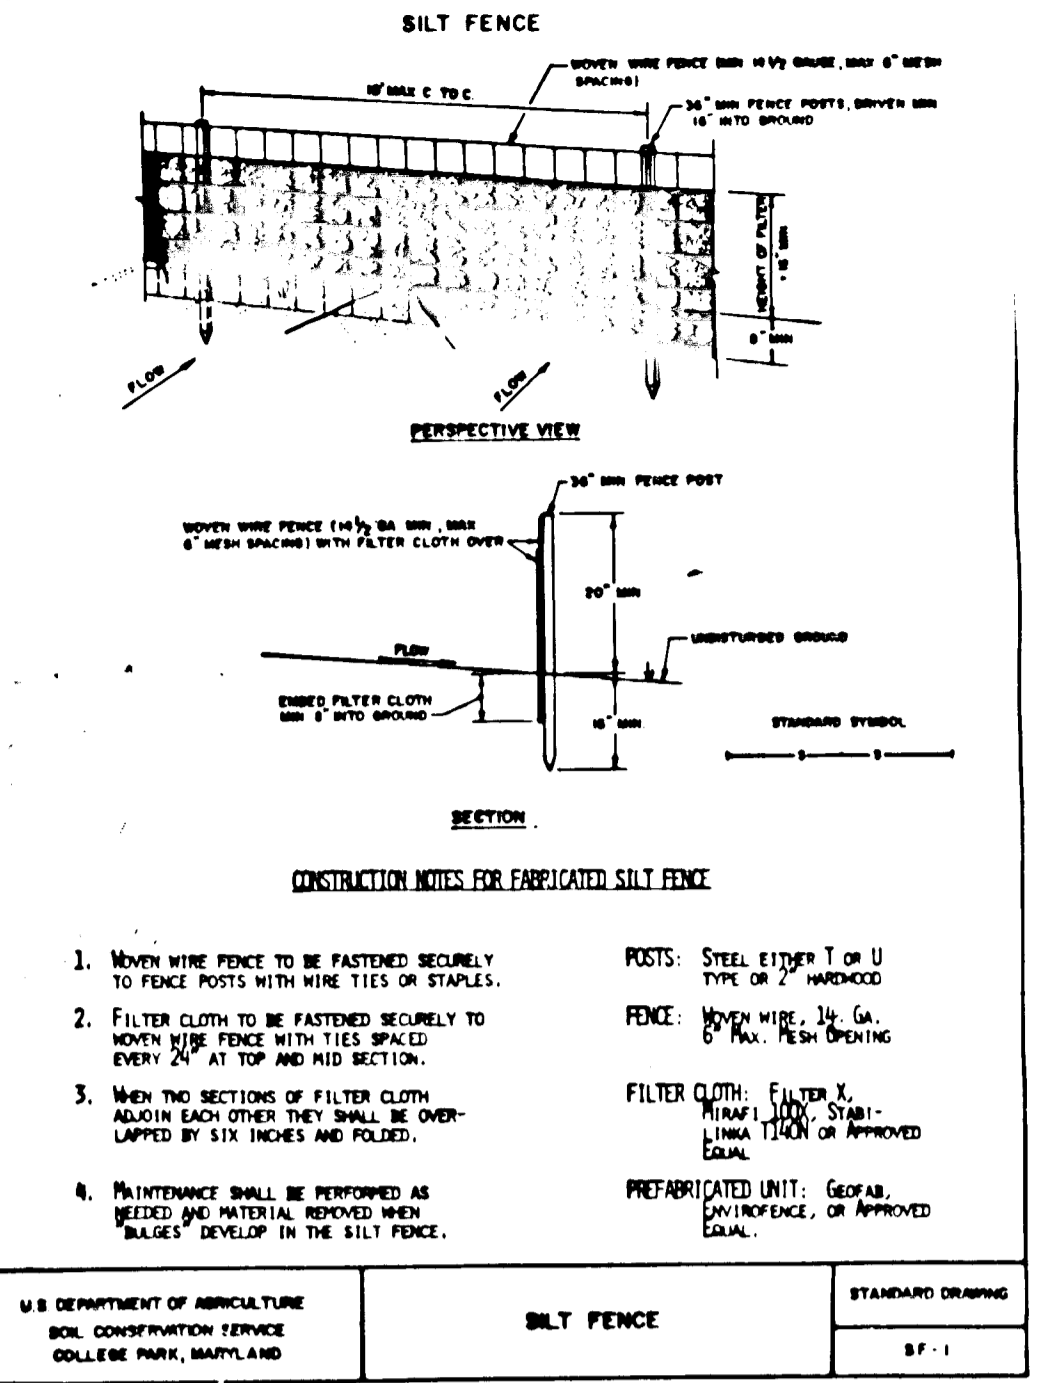 SILT FENCE
WOVEN WIRE FENCE (MIN 14 1/2 GAUGE, MAX 6" MESH
SPACING)
10' MAX C TO C.
36" MIN FENCE POSTS, DRIVEN MIN
16" INTO GROUND
HEIGHT OF FILTER
= 16" MIN
8" MIN
FLOW
FLOW
PERSPECTIVE VIEW
36" MIN FENCE POST
WOVEN WIRE FENCE (14 1/2 GA MIN, MAX
6" MESH SPACING) WITH FILTER CLOTH OVER
20" MIN
UNDISTURBED GROUND
FLOW
EMBED FILTER CLOTH
MIN 8" INTO GROUND
16" MIN.
STANDARD SYMBOL
S S
SECTION
CONSTRUCTION NOTES FOR FABRICATED SILT FENCE
1. WOVEN WIRE FENCE TO BE FASTENED SECURELY
TO FENCE POSTS WITH WIRE TIES OR STAPLES.
2. FILTER CLOTH TO BE FASTENED SECURELY TO
WOVEN WIRE FENCE WITH TIES SPACED
EVERY 24" AT TOP AND MID SECTION.
3. WHEN TWO SECTIONS OF FILTER CLOTH
ADJOIN EACH OTHER THEY SHALL BE OVER-
LAPPED BY SIX INCHES AND FOLDED.
4. MAINTENANCE SHALL BE PERFORMED AS
NEEDED AND MATERIAL REMOVED WHEN
"BULGES" DEVELOP IN THE SILT FENCE.
POSTS: STEEL EITHER T OR U
TYPE OR 2" HARDWOOD
FENCE: WOVEN WIRE, 14. GA.
6" MAX. MESH OPENING
FILTER CLOTH: FILTER X,
MIRAFI 100X, STABI-
LINKA T140N OR APPROVED
EQUAL
PREFABRICATED UNIT: GEOFAB,
ENVIROFENCE, OR APPROVED
EQUAL.
U.S. DEPARTMENT OF AGRICULTURE
SOIL CONSERVATION SERVICE
COLLEGE PARK, MARYLAND
SILT FENCE
STANDARD DRAWING
SF - 1